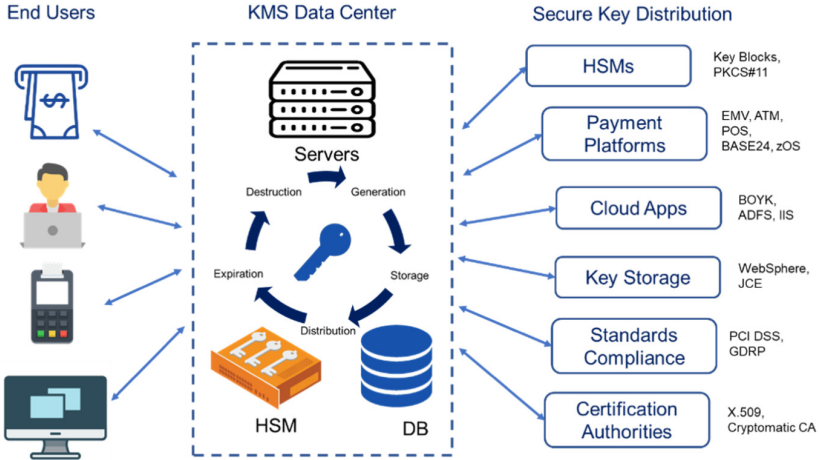 End Users
KMS Data Center
Secure Key Distribution
Servers
Destruction
Generation
Expiration
Storage
Distribution
HSM
DB
HSMs
Key Blocks,
PKCS#11
Payment
Platforms
EMV, ATM,
POS,
BASE24, zOS
Cloud Apps
BOYK,
ADFS, IIS
Key Storage
WebSphere,
JCE
Standards
Compliance
PCI DSS,
GDRP
Certification
Authorities
X.509,
Cryptomatic CA